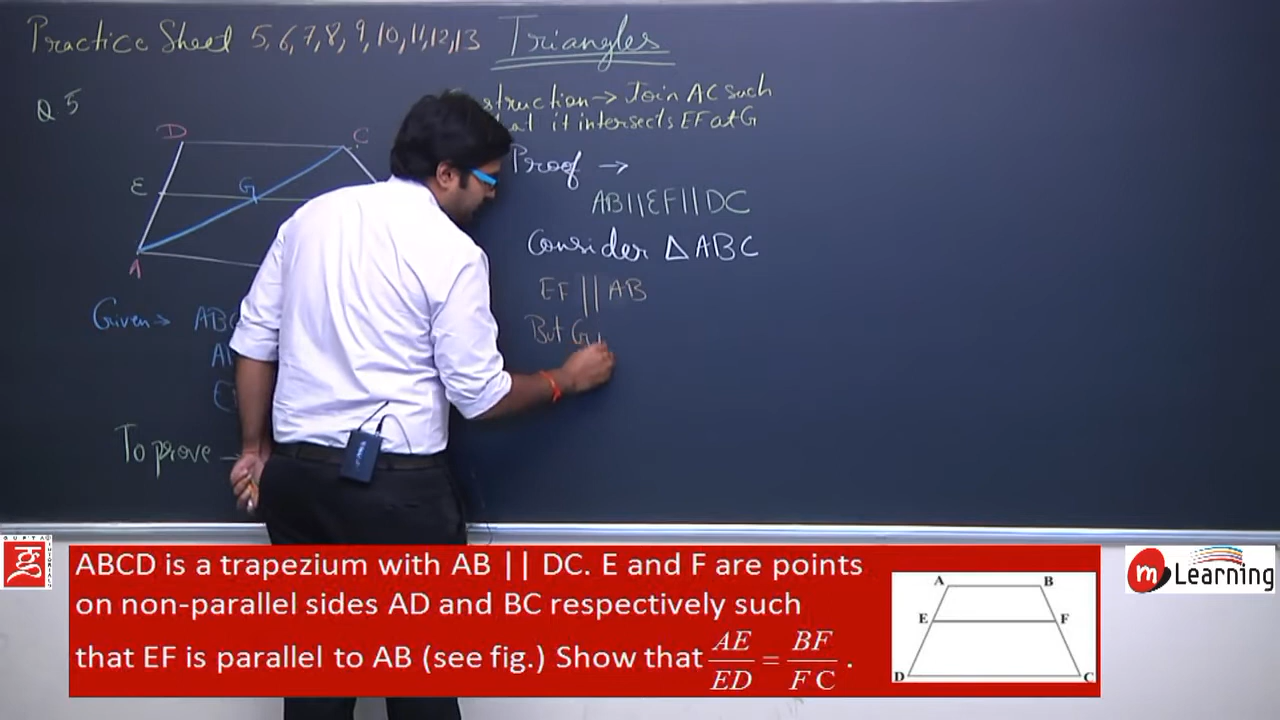 Practice Sheet 5,6,7,8,9,10,11,12,13 Triangles
Q.5
struction → Join AC such
it intersects EF at G
Proof →
AB||EF||DC
Consider △ABC
EF || AB
But G
D C
E G
A
Given →
To prove →
GUPTA
TUTORIALS
ABCD is a trapezium with AB || DC. E and F are points
on non-parallel sides AD and BC respectively such
that EF is parallel to AB (see fig.) Show that AE/ED = BF/FC.
A B
E F
D C
m Learning